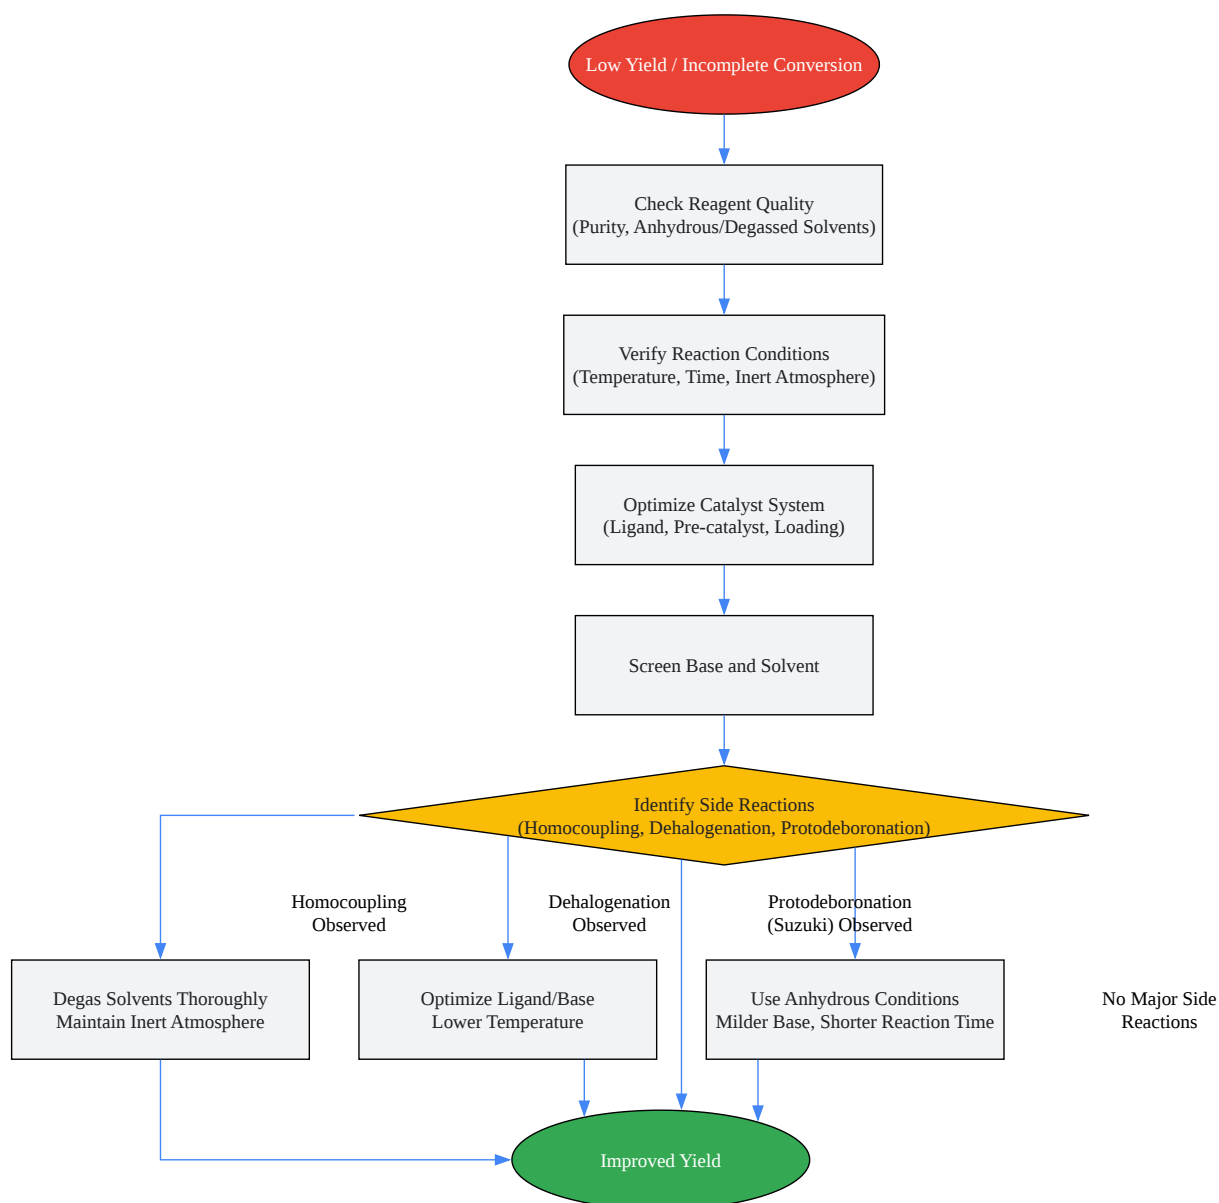 Low Yield / Incomplete Conversion
Check Reagent Quality
(Purity, Anhydrous/Degassed Solvents)
Verify Reaction Conditions
(Temperature, Time, Inert Atmosphere)
Optimize Catalyst System
(Ligand, Pre-catalyst, Loading)
Screen Base and Solvent
Identify Side Reactions
(Homocoupling, Dehalogenation, Protodeboronation)
Homocoupling
Observed
Dehalogenation
Observed
Protodeboronation
(Suzuki) Observed
Degas Solvents Thoroughly
Maintain Inert Atmosphere
Optimize Ligand/Base
Lower Temperature
Use Anhydrous Conditions
Milder Base, Shorter Reaction Time
No Major Side
Reactions
Improved Yield